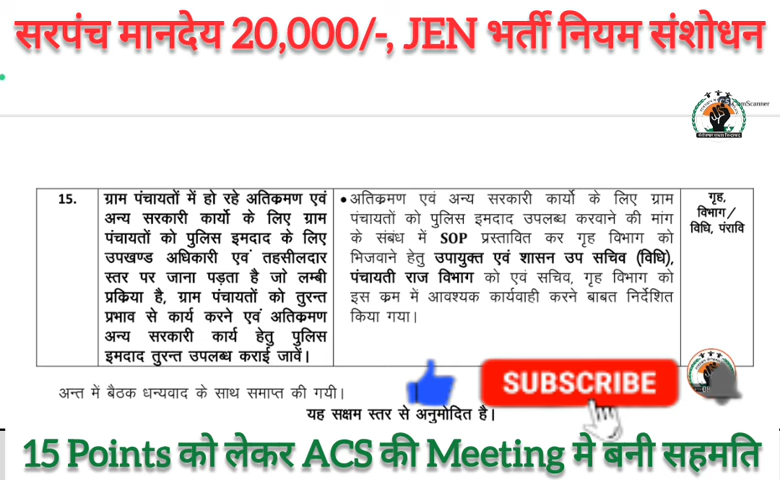 सरपंच मानदेय 20,000/-, JEN भर्ती नियम संशोधन
15.
ग्राम पंचायतों में हो रहे अतिक्रमण एवं
अन्य सरकारी कार्यो के लिए ग्राम
पंचायतों को पुलिस इमदाद के लिए
उपखण्ड अधिकारी एवं तहसीलदार
स्तर पर जाना पड़ता है जो लम्बी
प्रकिया है, ग्राम पंचायतों को तुरन्त
प्रभाव से कार्य करने एवं अतिकमण
अन्य सरकारी कार्य हेतु पुलिस
इमदाद तुरन्त उपलब्ध कराई जावें।
• अतिक्रमण एवं अन्य सरकारी कार्यो के लिए ग्राम
पंचायतों को पुलिस इमदाद उपलब्ध करवाने की मांग
के संबंध में SOP प्रस्तावित कर गृह विभाग को
भिजवाने हेतु उपायुक्त एवं शासन उप सचिव (विधि),
पंचायती राज विभाग को एवं सचिव, गृह विभाग को
इस क्रम में आवश्यक कार्यवाही करने बाबत निर्देशित
किया गया।
गृह,
विभाग/
विधि, पंरावि
अन्त में बैठक धन्यवाद के साथ समाप्त की गयी।
यह सक्षम स्तर से अनुमोदित है।
SUBSCRIBE
15 Points को लेकर ACS की Meeting मे बनी सहमति